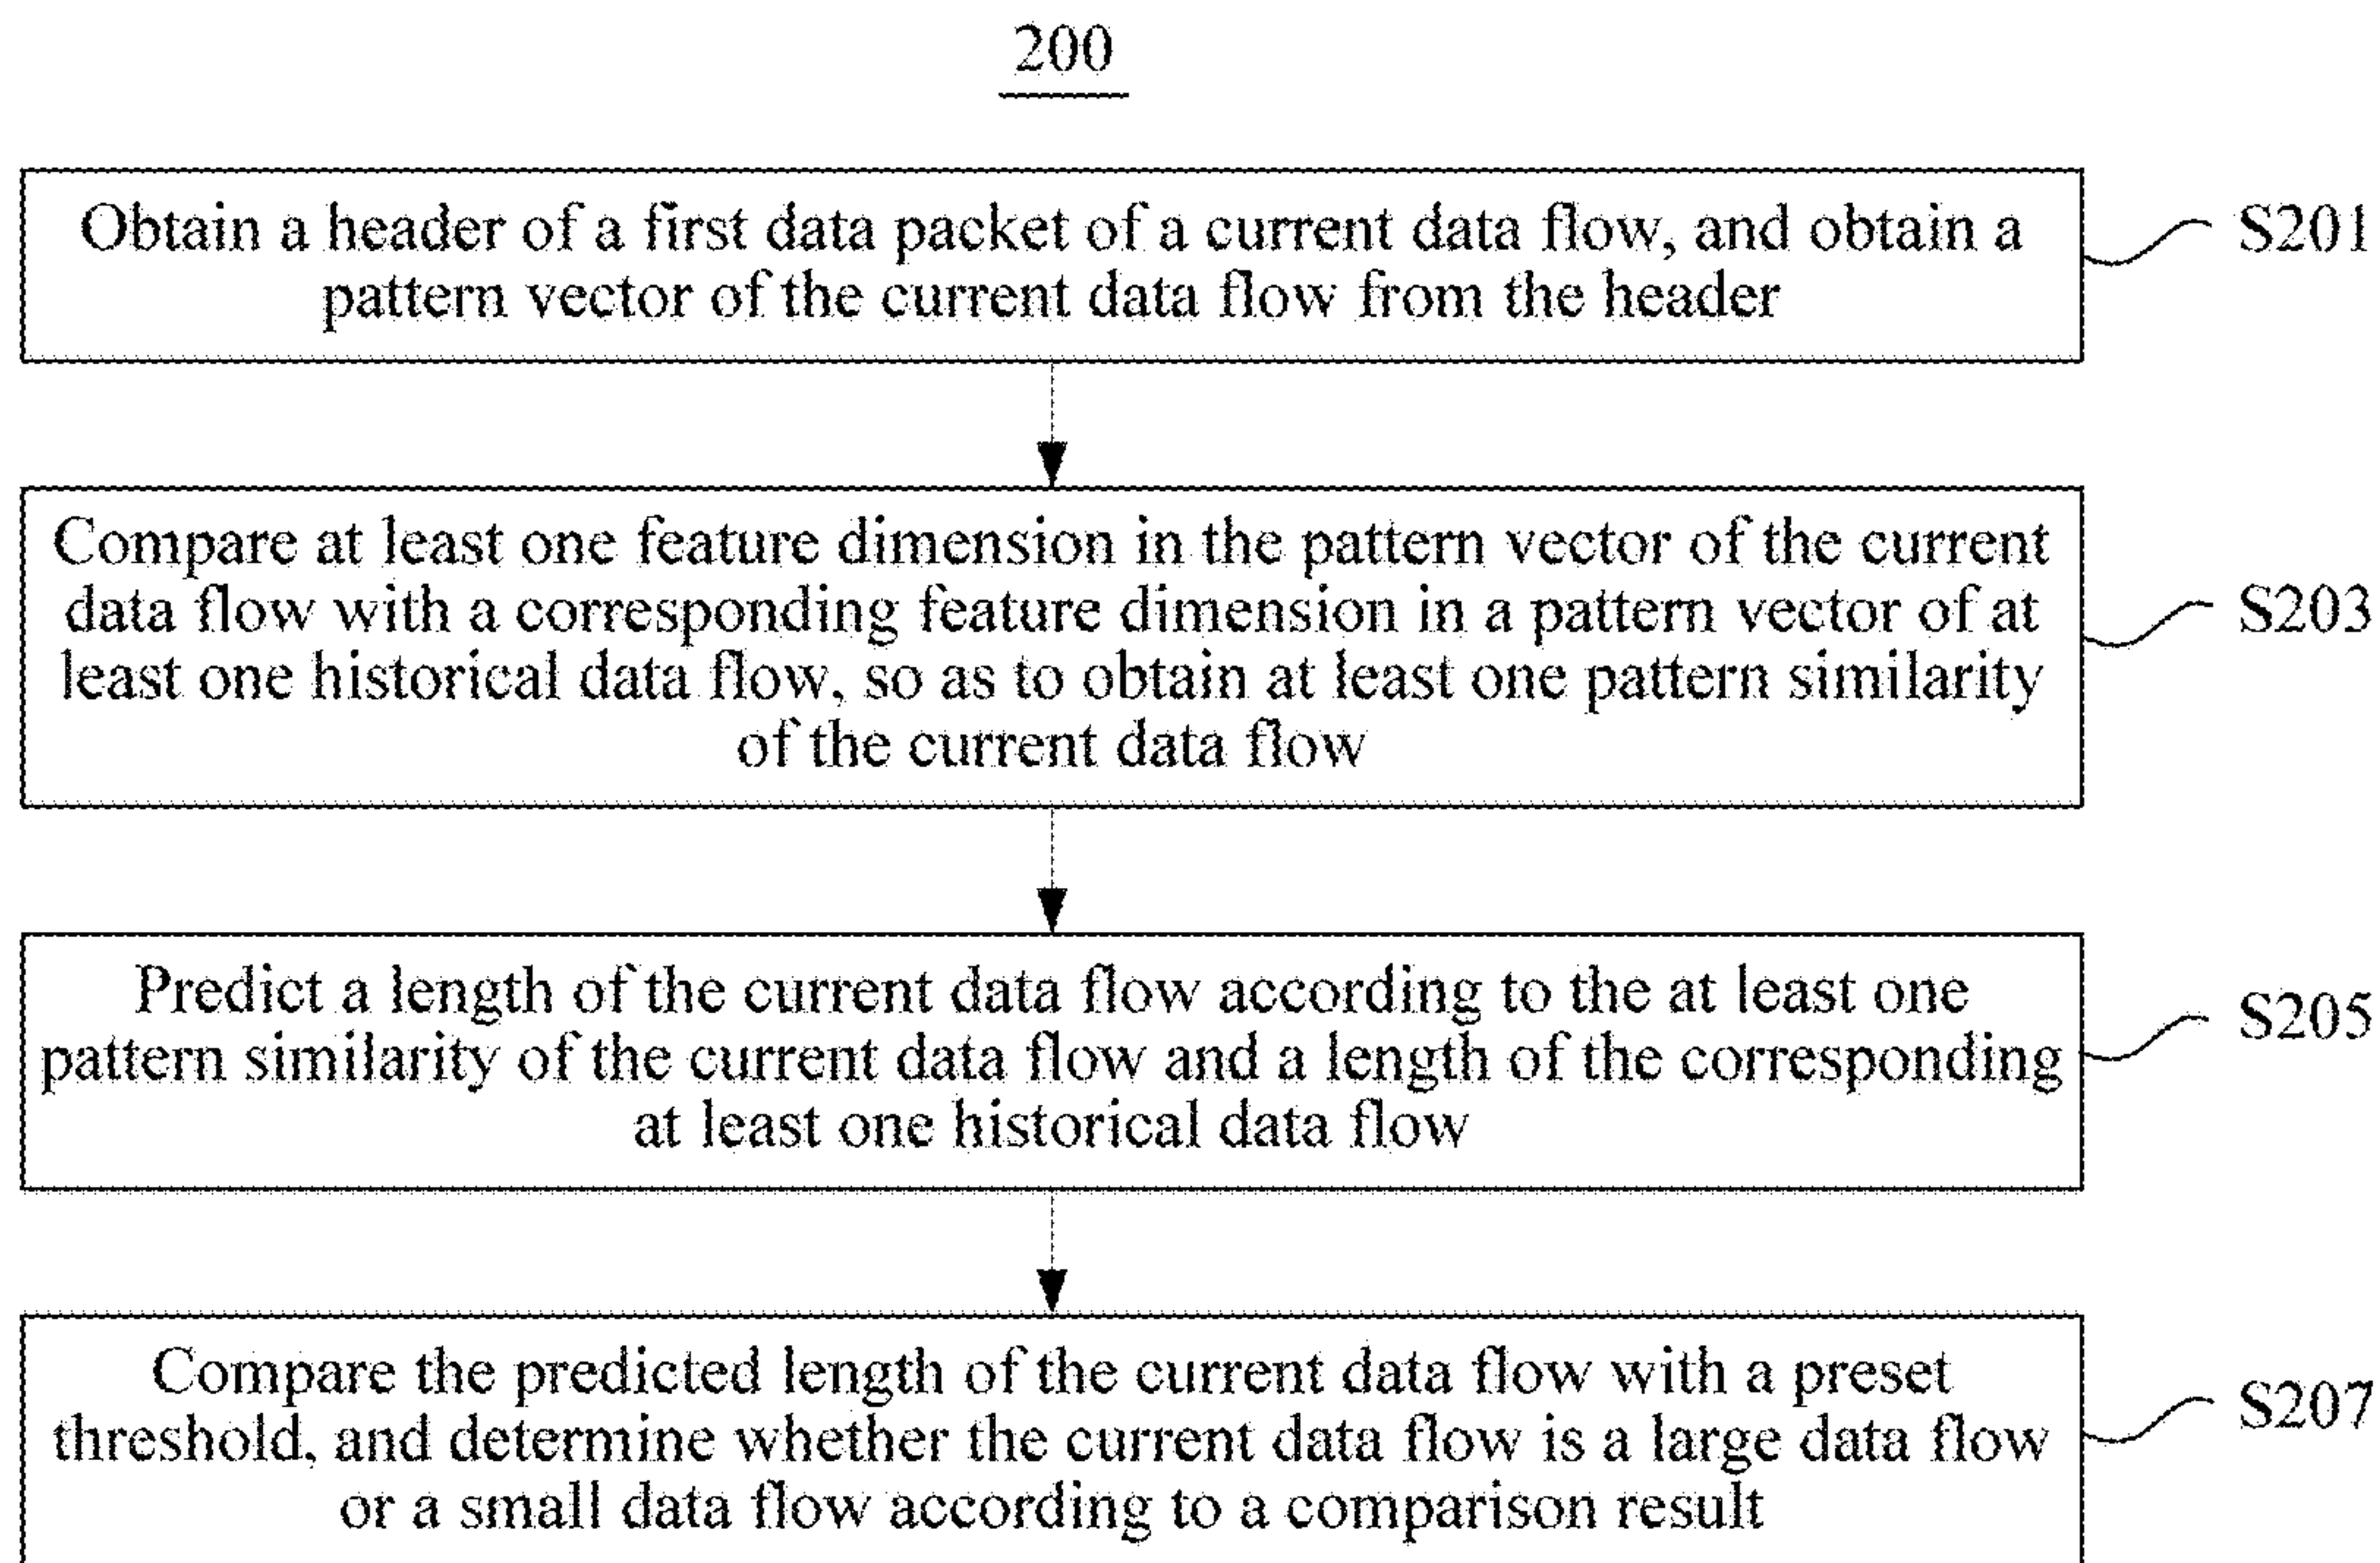 200
Obtain a header of a first data packet of a current data flow, and obtain a
pattern vector of the current data flow from the header
S201
Compare at least one feature dimension in the pattern vector of the current
data flow with a corresponding feature dimension in a pattern vector of at
least one historical data flow, so as to obtain at least one pattern similarity
of the current data flow
S203
Predict a length of the current data flow according to the at least one
pattern similarity of the current data flow and a length of the corresponding
at least one historical data flow
S205
Compare the predicted length of the current data flow with a preset
threshold, and determine whether the current data flow is a large data flow
or a small data flow according to a comparison result
S207